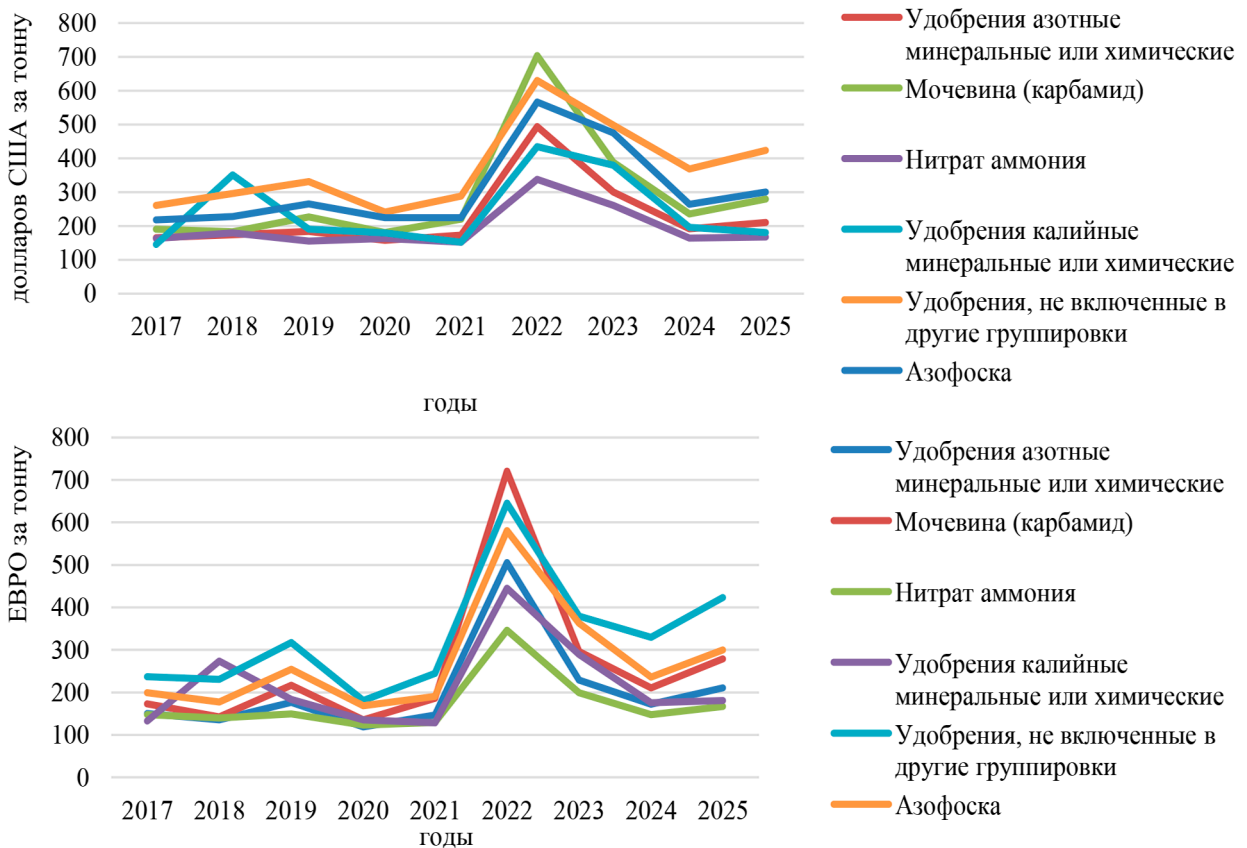 800
700
600
500
400
300
200
100
0
долларов США за тонну
2017 2018 2019 2020 2021 2022 2023 2024 2025
годы
Удобрения азотные
минеральные или химические
Мочевина (карбамид)
Нитрат аммония
Удобрения калийные
минеральные или химические
Удобрения, не включенные в
другие группировки
Азофоска
800
700
600
500
400
300
200
100
0
ЕВРО за тонну
2017 2018 2019 2020 2021 2022 2023 2024 2025
годы
Удобрения азотные
минеральные или химические
Мочевина (карбамид)
Нитрат аммония
Удобрения калийные
минеральные или химические
Удобрения, не включенные в
другие группировки
Азофоска